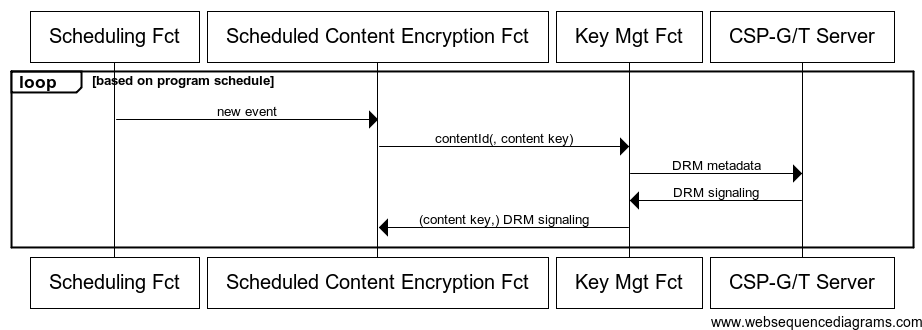 Scheduling Fct
Scheduled Content Encryption Fct
Key Mgt Fct
CSP-G/T Server
loop
[based on program schedule]
new event
contentId(, content key)
DRM metadata
DRM signaling
(content key,) DRM signaling
Scheduling Fct
Scheduled Content Encryption Fct
Key Mgt Fct
CSP-G/T Server
www.websequencediagrams.com